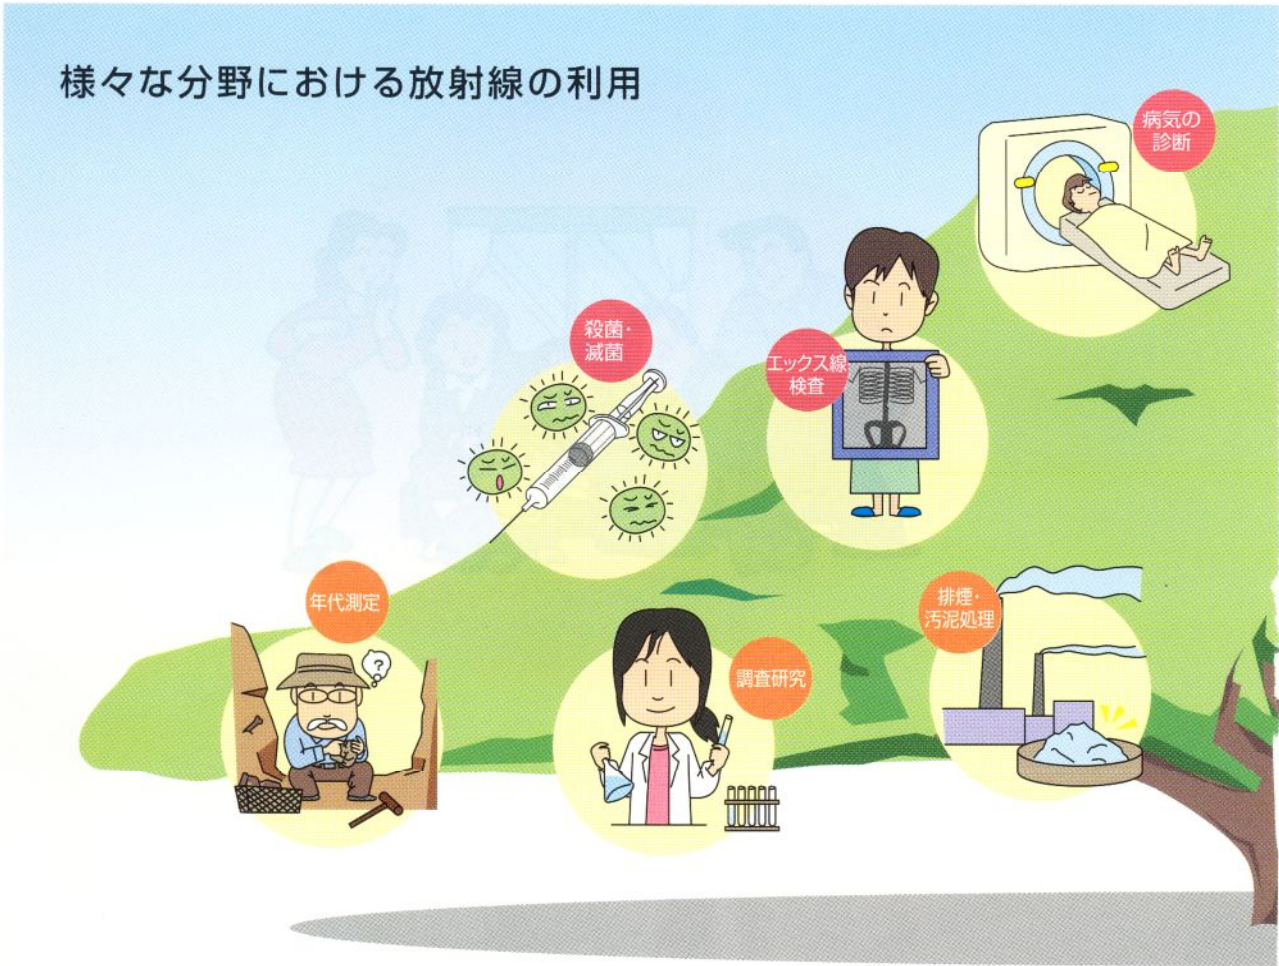 様々な分野における放射線の利用
病気の
診断
殺菌・
滅菌
エックス線
検査
年代測定
調査研究
排煙・
汚泥処理
?